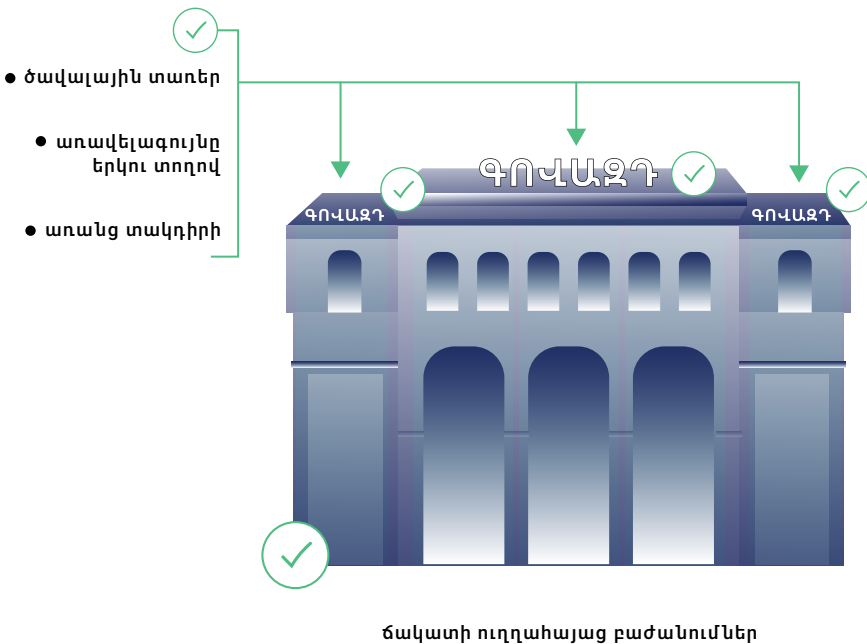 ● ծավալային տառեր
● առավելագույնը
երկու տողով
● առանց տակդիրի
ԳՈՎԱԶԴ
ԳՈՎԱԶԴ
ԳՈՎԱԶԴ
ճակատի ուղղահայաց բաժանումներ